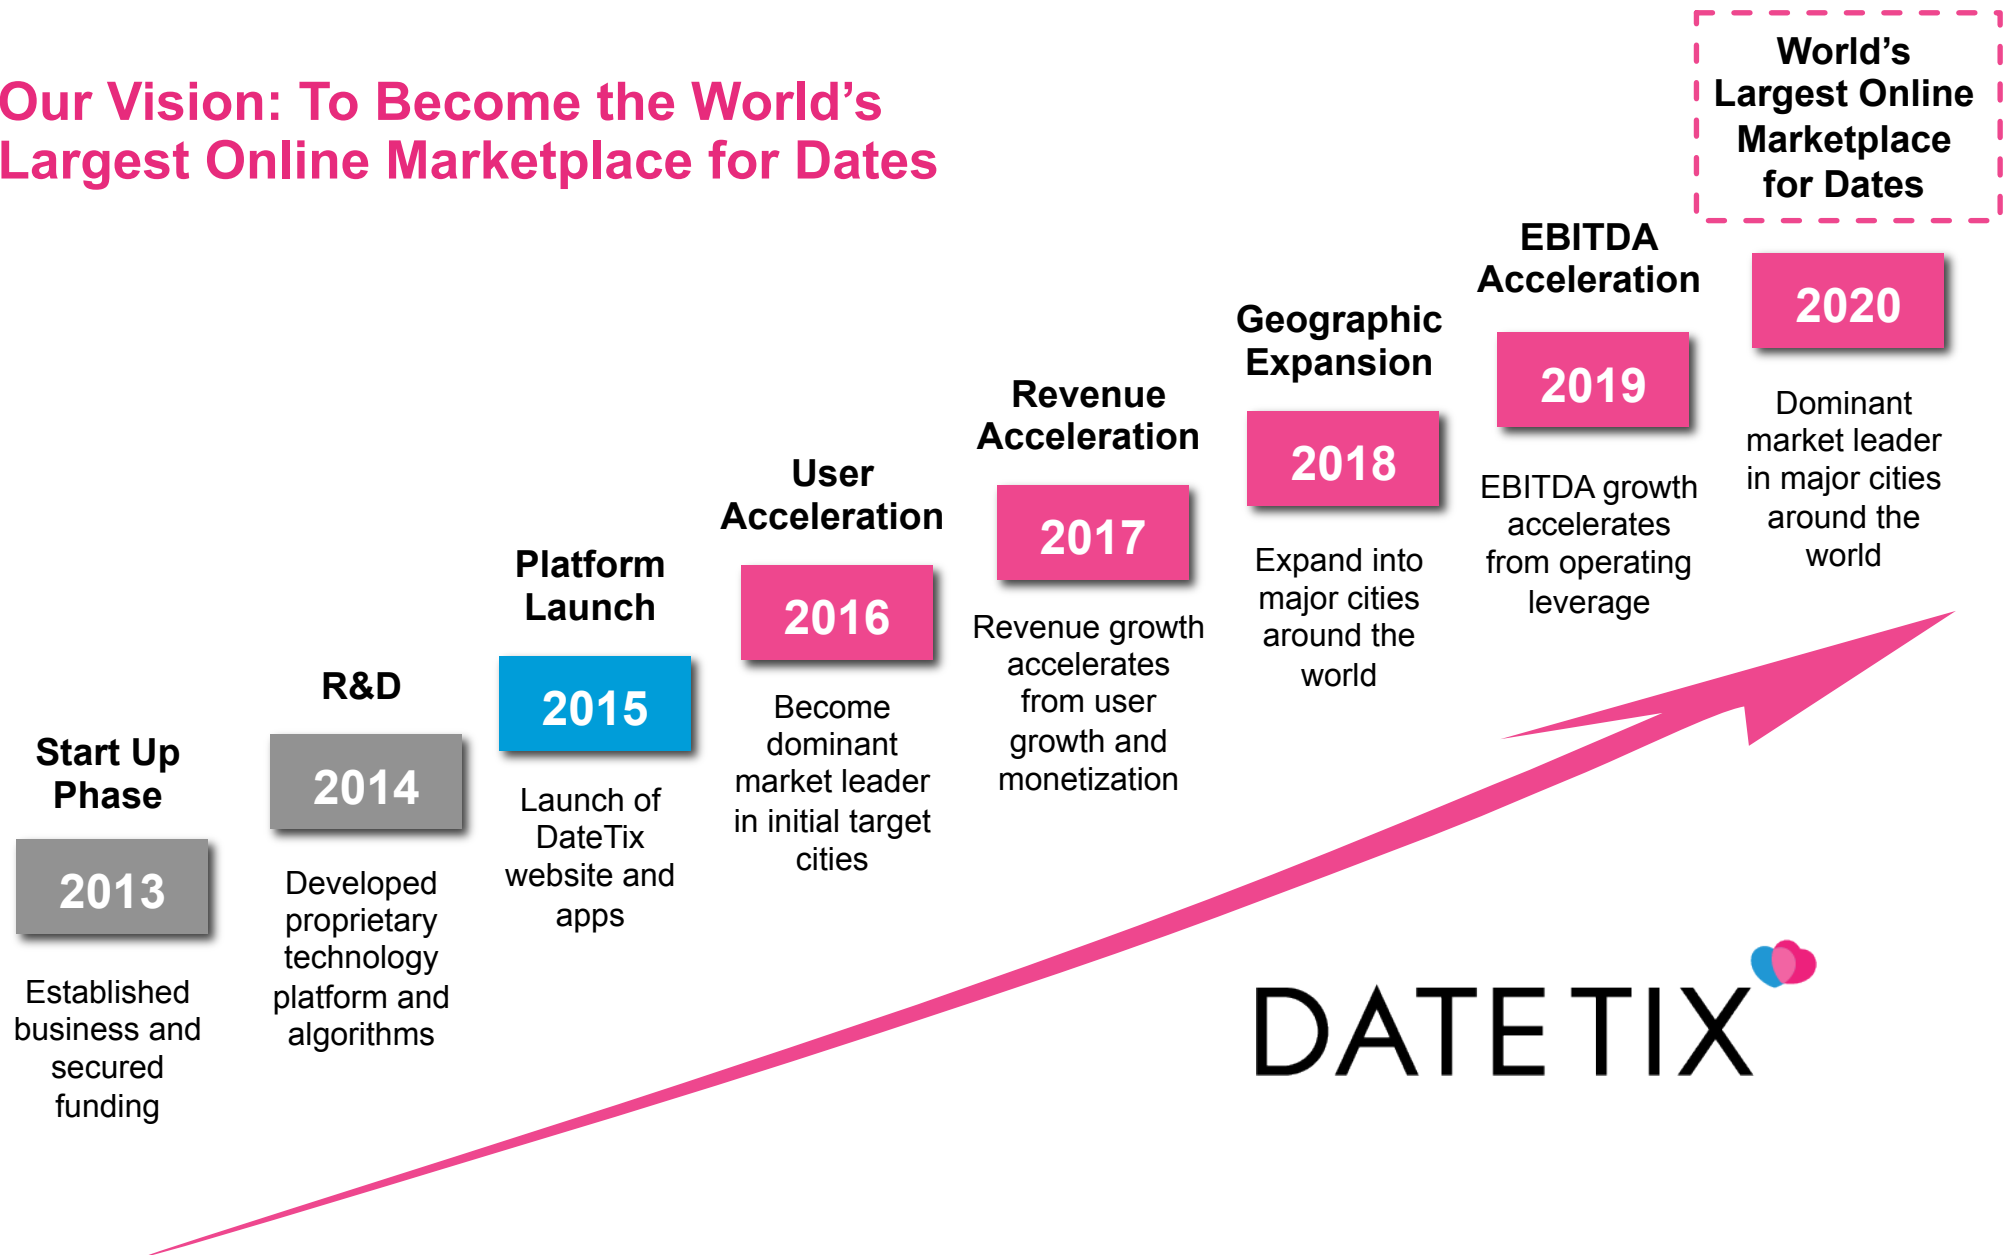 Our Vision: To Become the World's
Largest Online Marketplace for Dates
Start Up
Phase
2013
Established
business and
secured
funding
R&D
2014
Developed
proprietary
technology
platform and
algorithms
Platform
Launch
2015
Launch of
DateTix
website and
apps
User
Acceleration
2016
Become
dominant
market leader
in initial target
cities
Revenue
Acceleration
2017
Revenue growth
accelerates
from user
growth and
monetization
Geographic
Expansion
2018
Expand into
major cities
around the
world
EBITDA
Acceleration
2019
EBITDA growth
accelerates
from operating
leverage
World's
Largest Online
Marketplace
for Dates
2020
Dominant
market leader
in major cities
around the
world
DATETIX